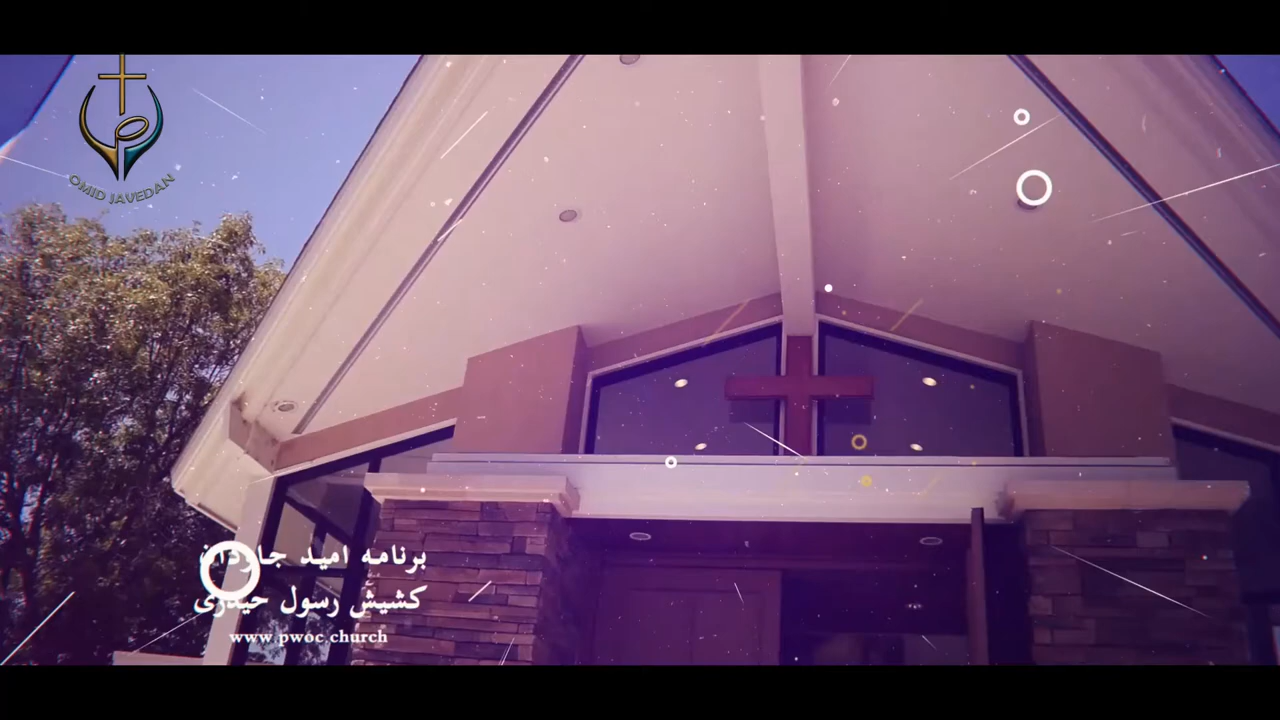 OMID JAVEDAN
برنامه امید جاودان
کشیش رسول حیدری
www.pwoc.church